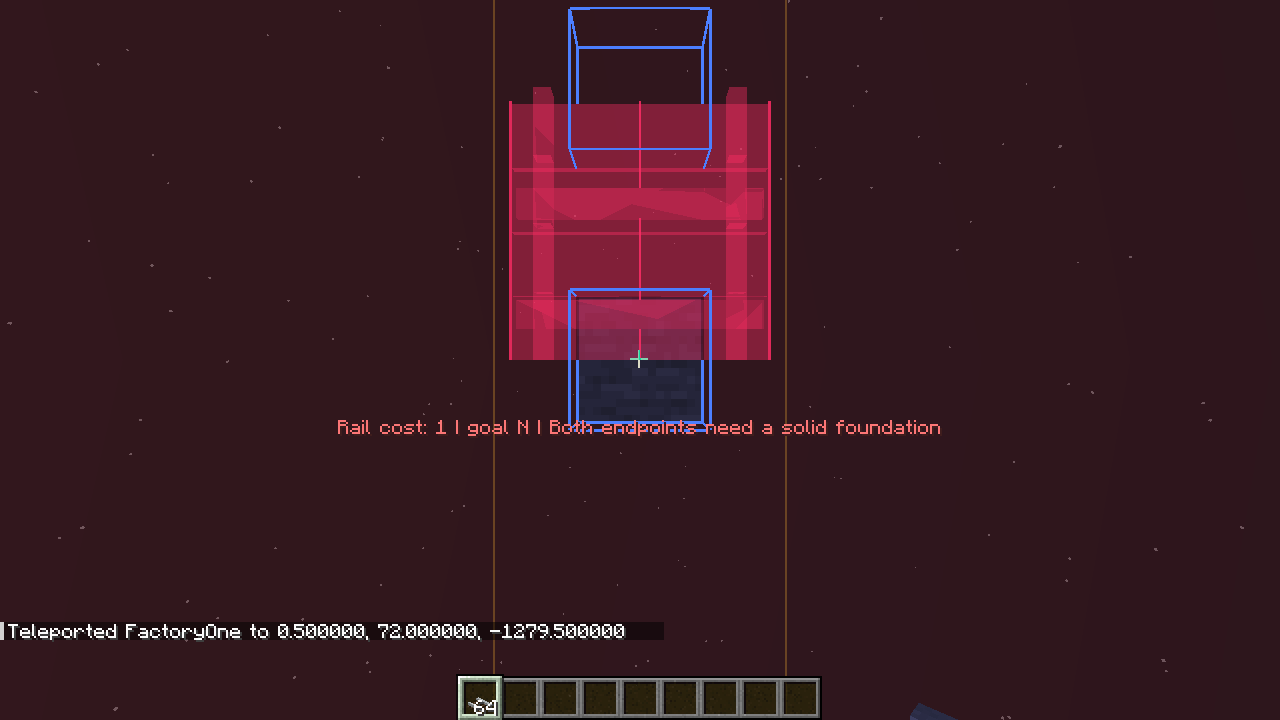 Rail cost: 1 | goal N | Both endpoints need a solid foundation
Teleported FactoryOne to 0.500000, 72.000000, -1279.500000
64